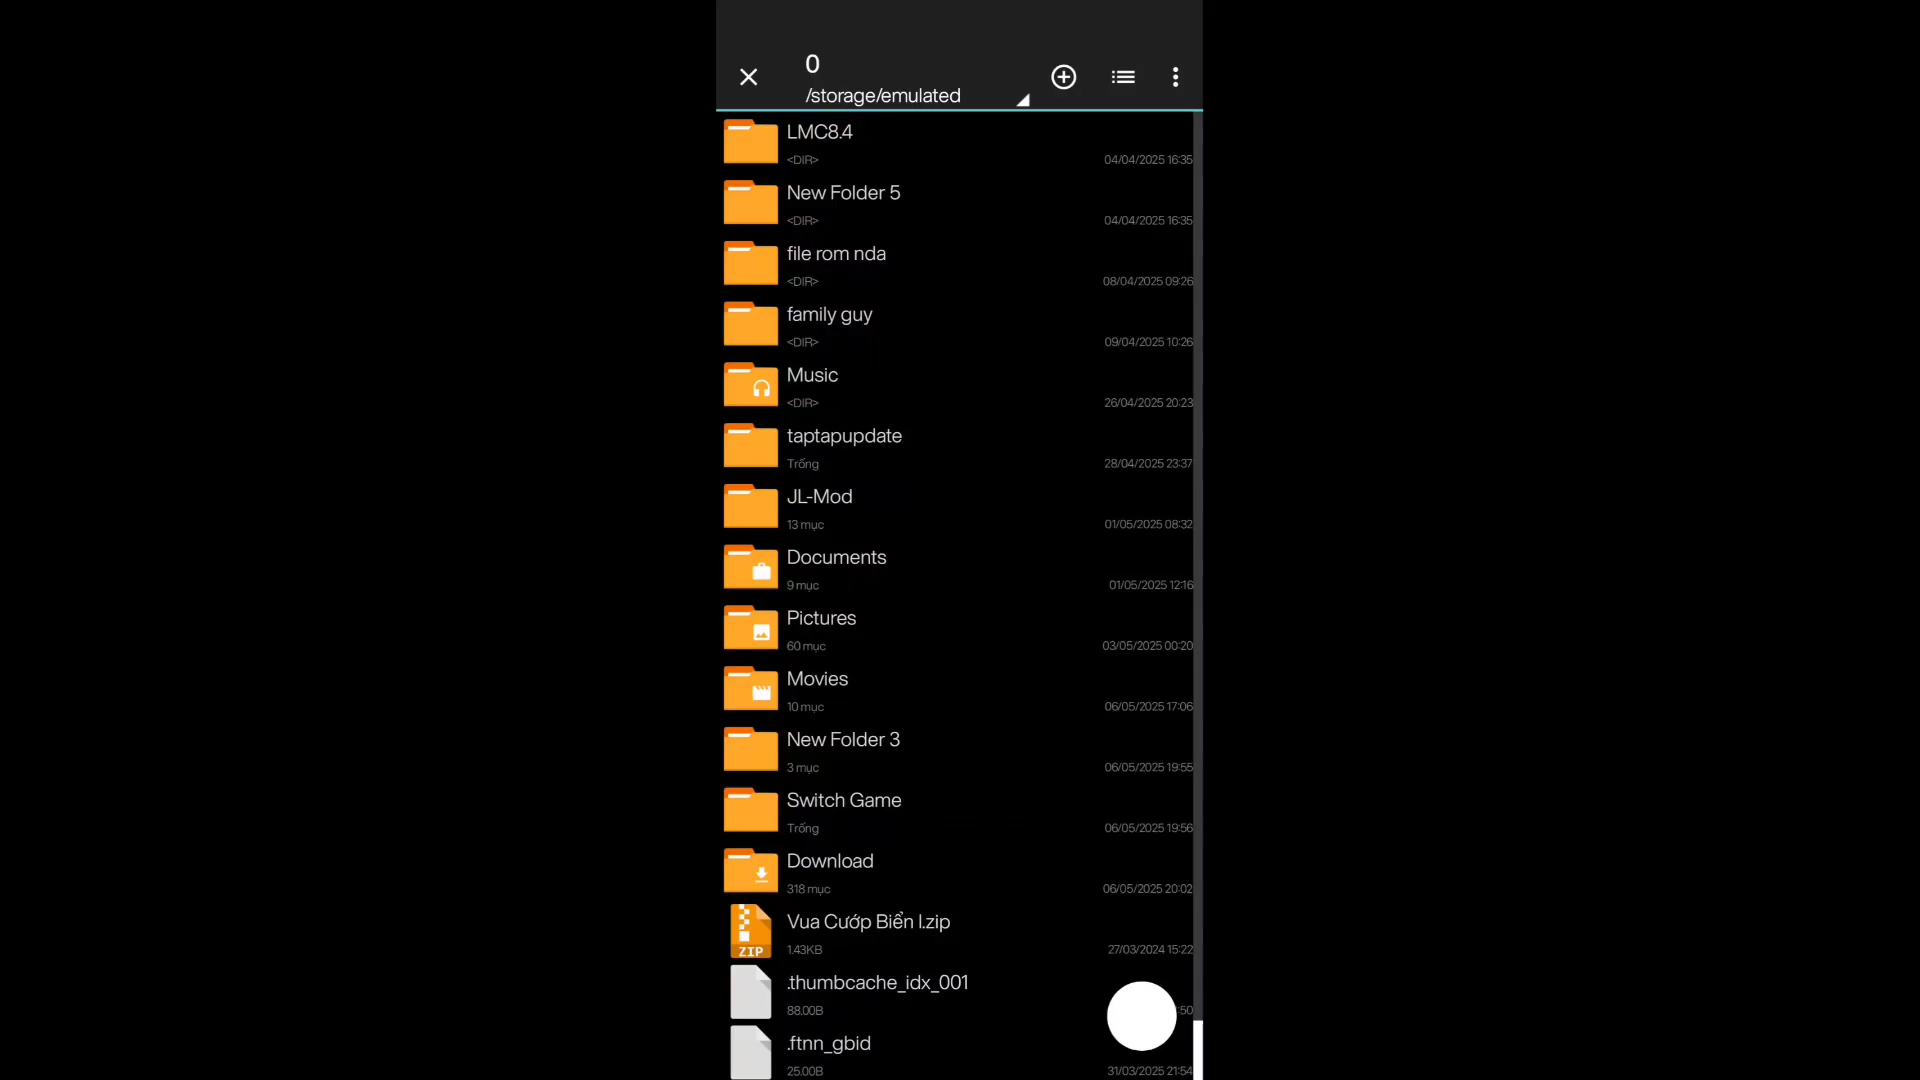 0
/storage/emulated
LMC8.4
<DIR>
04/04/2025 16:35
New Folder 5
<DIR>
04/04/2025 16:35
file rom nda
<DIR>
08/04/2025 09:26
family guy
<DIR>
09/04/2025 10:26
Music
<DIR>
26/04/2025 20:23
taptapupdate
Trống
28/04/2025 23:37
JL-Mod
13 mục
01/05/2025 08:32
Documents
9 mục
01/05/2025 12:16
Pictures
60 mục
03/05/2025 00:20
Movies
10 mục
06/05/2025 17:06
New Folder 3
3 mục
06/05/2025 19:55
Switch Game
Trống
06/05/2025 19:56
Download
318 mục
06/05/2025 20:02
ZIP
Vua Cướp Biển I.zip
1.43KB
27/03/2024 15:22
.thumbcache_idx_001
88.00B
:50
.ftnn_gbid
25.00B
31/03/2025 21:54